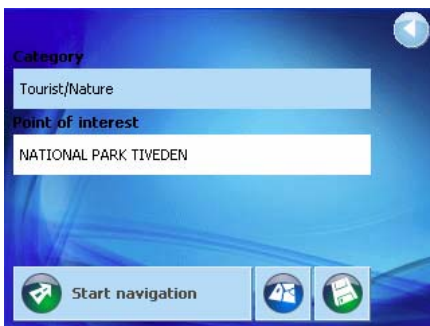 Category
Tourist/Nature
Point of interest
NATIONAL PARK TIVEDEN
Start navigation